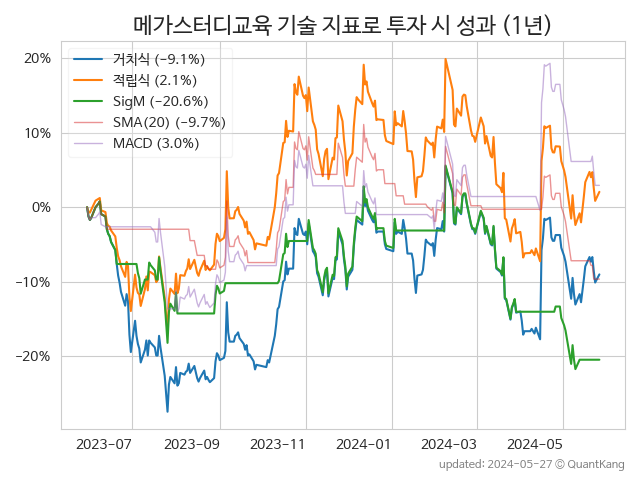 메가스터디교육 기술 지표로 투자 시 성과 (1년)
거치식 (−9.1%)
적립식 (2.1%)
SigM (−20.6%)
SMA(20) (−9.7%)
MACD (3.0%)
20%
10%
0%
−10%
−20%
2023−07 2023−09 2023−11 2024−01 2024−03 2024−05
updated: 2024-05-27 © QuantKang